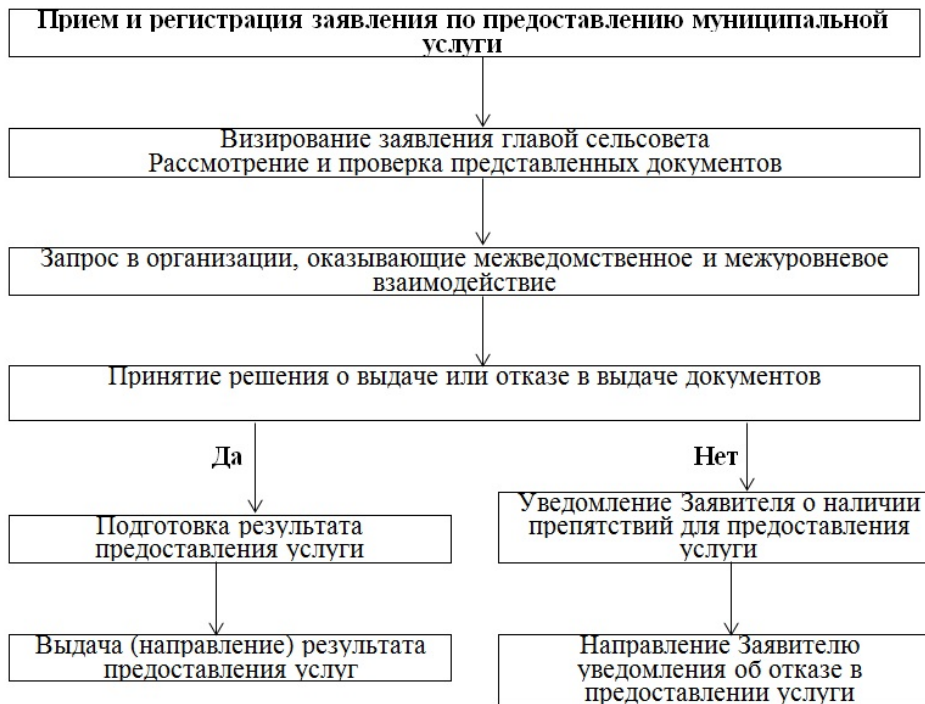 Прием и регистрация заявления по предоставлению муниципальной
услуги
Визирование заявления главой сельсовета
Рассмотрение и проверка представленных документов
Запрос в организации, оказывающие межведомственное и межуровневое
взаимодействие
Принятие решения о выдаче или отказе в выдаче документов
Да
Нет
Подготовка результата
предоставления услуги
Уведомление Заявителя о наличии
препятствий для предоставления
услуги
Выдача (направление) результата
предоставления услуг
Направление Заявителю
уведомления об отказе в
предоставлении услуги